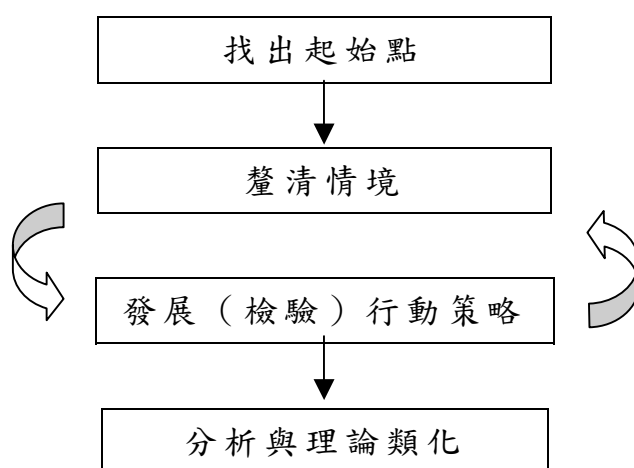 找出起始點
釐清情境
發展（檢驗）行動策略
分析與理論類化